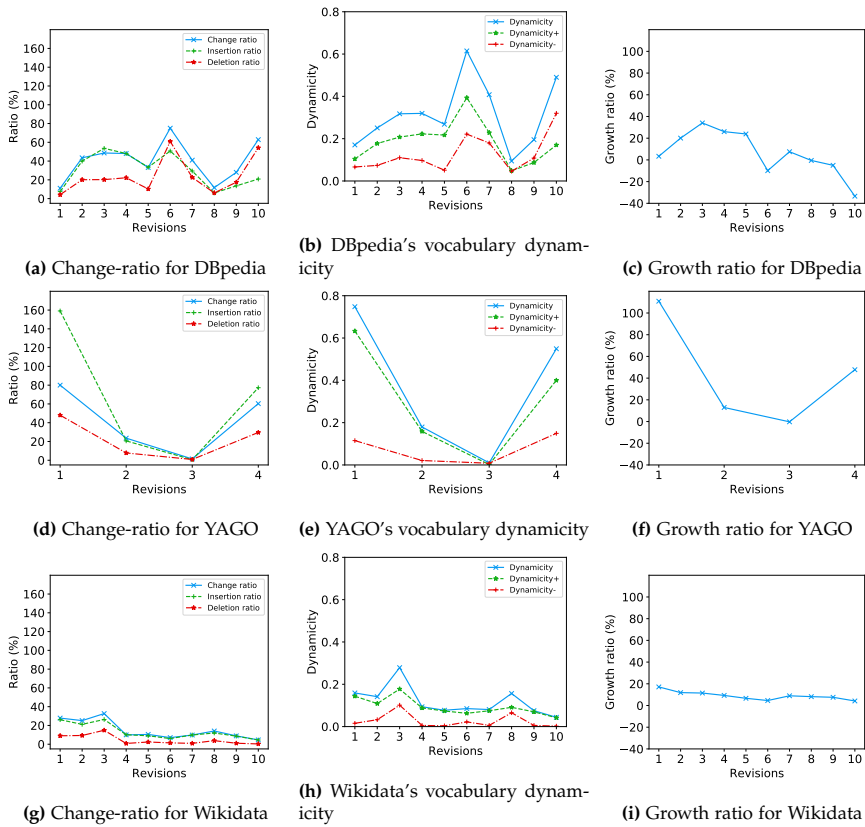 160
140
120
100
80
60
40
20
0
Ratio (%)
Change ratio
Insertion ratio
Deletion ratio
1 2 3 4 5 6 7 8 9 10
Revisions
(a) Change-ratio for DBpedia
0.8
0.6
0.4
0.2
0.0
Dynamicity
Dynamicity
Dynamicity+
Dynamicity-
1 2 3 4 5 6 7 8 9 10
Revisions
(b) DBpedia's vocabulary dynam-
icity
100
80
60
40
20
0
−20
−40
Growth ratio (%)
1 2 3 4 5 6 7 8 9 10
Revisions
(c) Growth ratio for DBpedia
160
140
120
100
80
60
40
20
0
Ratio (%)
Change ratio
Insertion ratio
Deletion ratio
1 2 3 4
Revisions
(d) Change-ratio for YAGO
0.8
0.6
0.4
0.2
0.0
Dynamicity
Dynamicity
Dynamicity+
Dynamicity-
1 2 3 4
Revisions
(e) YAGO's vocabulary dynamicity
100
80
60
40
20
0
−20
−40
Growth ratio (%)
1 2 3 4
Revisions
(f) Growth ratio for YAGO
160
140
120
100
80
60
40
20
0
Ratio (%)
Change ratio
Insertion ratio
Deletion ratio
1 2 3 4 5 6 7 8 9 10
Revisions
(g) Change-ratio for Wikidata
0.8
0.6
0.4
0.2
0.0
Dynamicity
Dynamicity
Dynamicity+
Dynamicity-
1 2 3 4 5 6 7 8 9 10
Revisions
(h) Wikidata's vocabulary dynam-
icity
100
80
60
40
20
0
−20
−40
Growth ratio (%)
1 2 3 4 5 6 7 8 9 10
Revisions
(i) Growth ratio for Wikidata